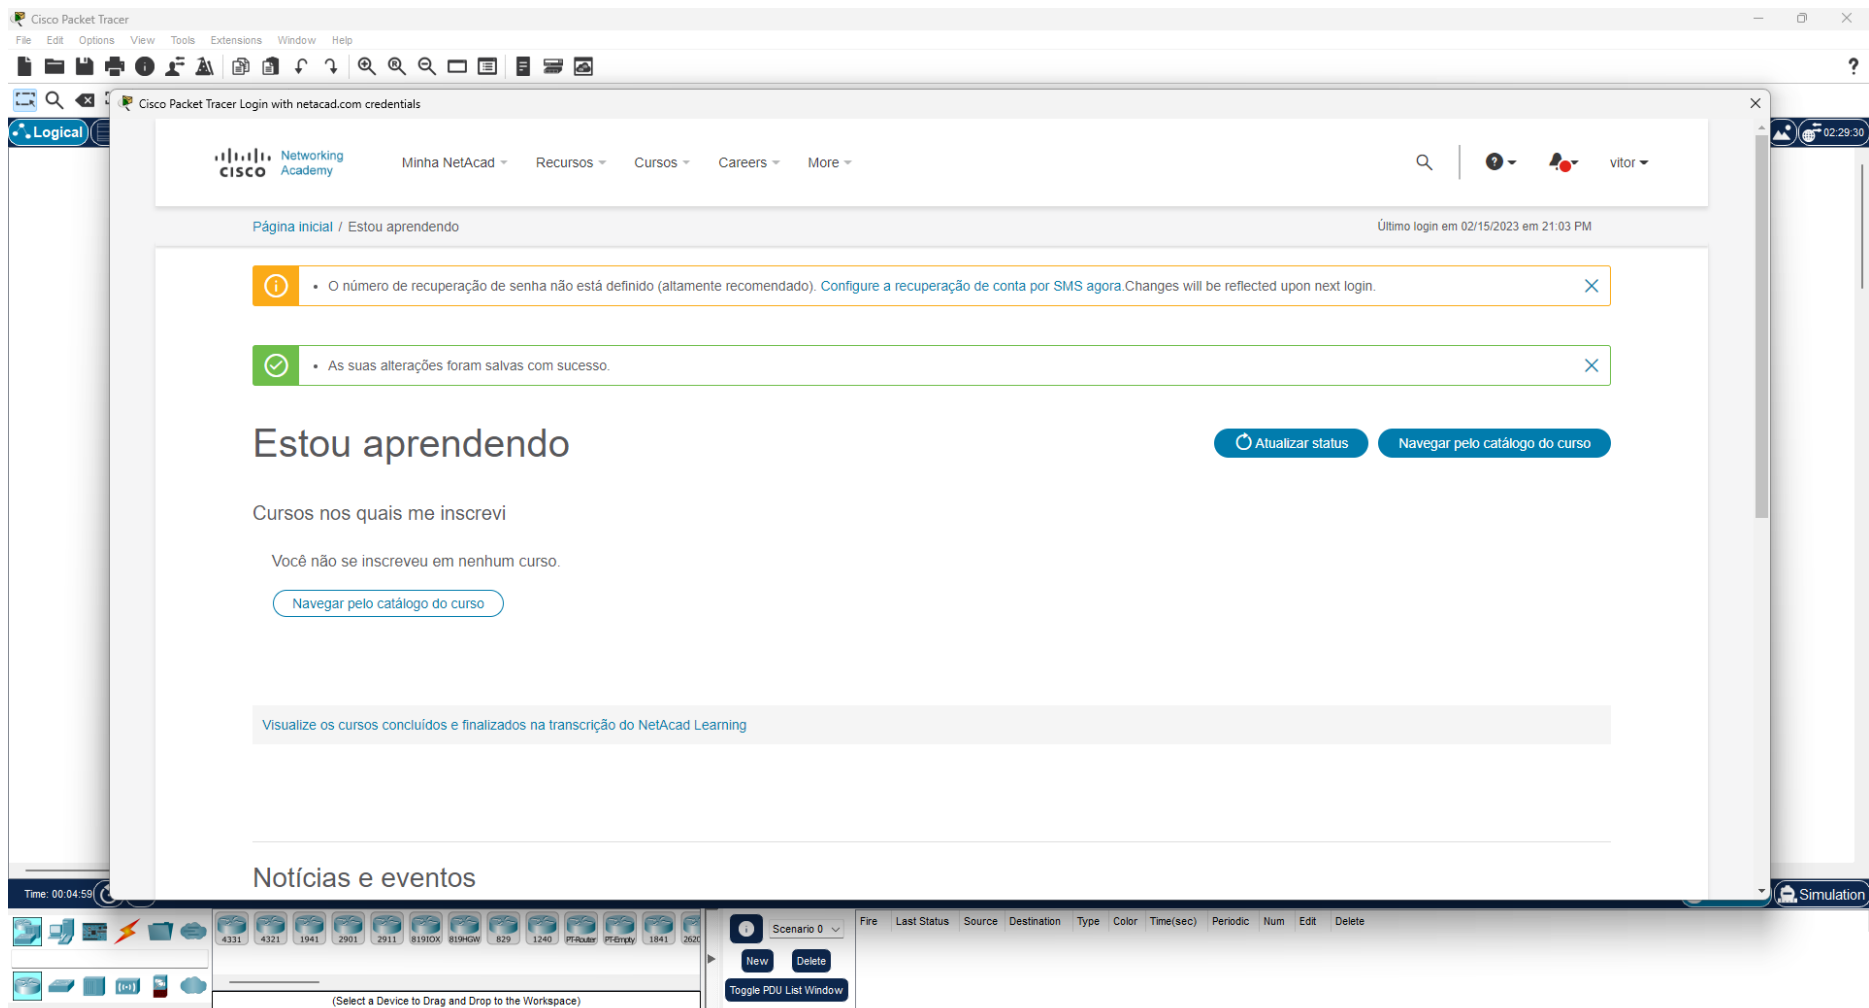 Cisco Packet Tracer
File Edit Options View Tools Extensions Window Help
?
Cisco Packet Tracer Login with netacad.com credentials
Logical
02:29:30
Networking
CISCO Academy
Minha NetAcad Recursos Cursos Careers More
? vitor
Página inicial / Estou aprendendo
Último login em 02/15/2023 em 21:03 PM
• O número de recuperação de senha não está definido (altamente recomendado). Configure a recuperação de conta por SMS agora.Changes will be reflected upon next login.
• As suas alterações foram salvas com sucesso.
Estou aprendendo
Atualizar status
Navegar pelo catálogo do curso
Cursos nos quais me inscrevi
Você não se inscreveu em nenhum curso.
Navegar pelo catálogo do curso
Visualize os cursos concluídos e finalizados na transcrição do NetAcad Learning
Notícias e eventos
Time: 00:04:59
Simulation
4331 4321 1941 2901 2911 819IOX 819HGW 829 1240 PT-Router PT-Empty 1841
Scenario 0
New Delete
Toggle PDU List Window
Fire Last Status Source Destination Type Color Time(sec) Periodic Num Edit Delete
(Select a Device to Drag and Drop to the Workspace)